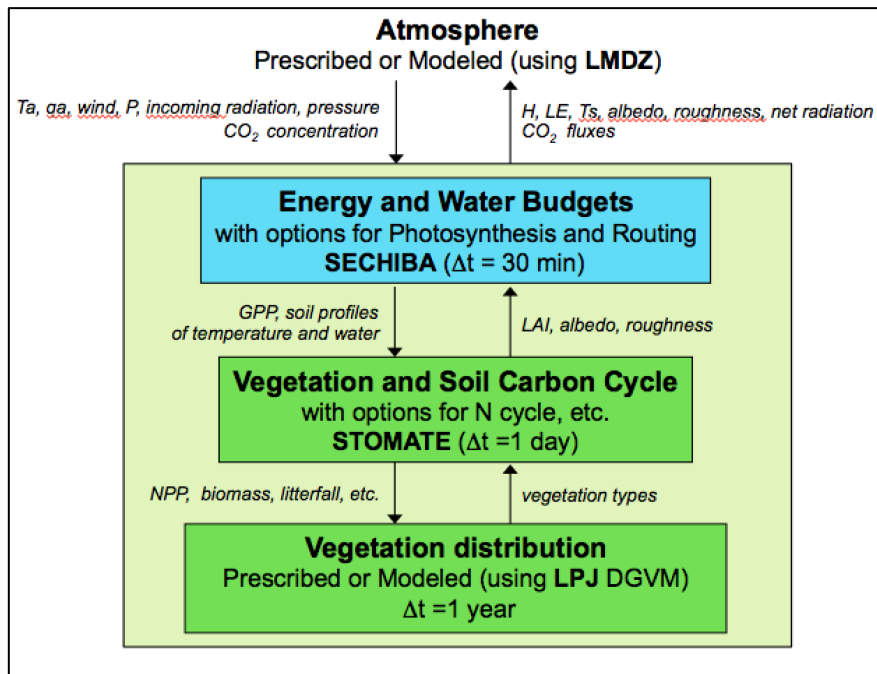 Atmosphere
Prescribed or Modeled (using LMDZ)
Ta, qa, wind, P, incoming radiation, pressure
CO₂ concentration
H, LE, Ts, albedo, roughness, net radiation
CO₂ fluxes
Energy and Water Budgets
with options for Photosynthesis and Routing
SECHIBA (Δt = 30 min)
GPP, soil profiles
of temperature and water
LAI, albedo, roughness
Vegetation and Soil Carbon Cycle
with options for N cycle, etc.
STOMATE (Δt =1 day)
NPP, biomass, litterfall, etc.
vegetation types
Vegetation distribution
Prescribed or Modeled (using LPJ DGVM)
Δt =1 year